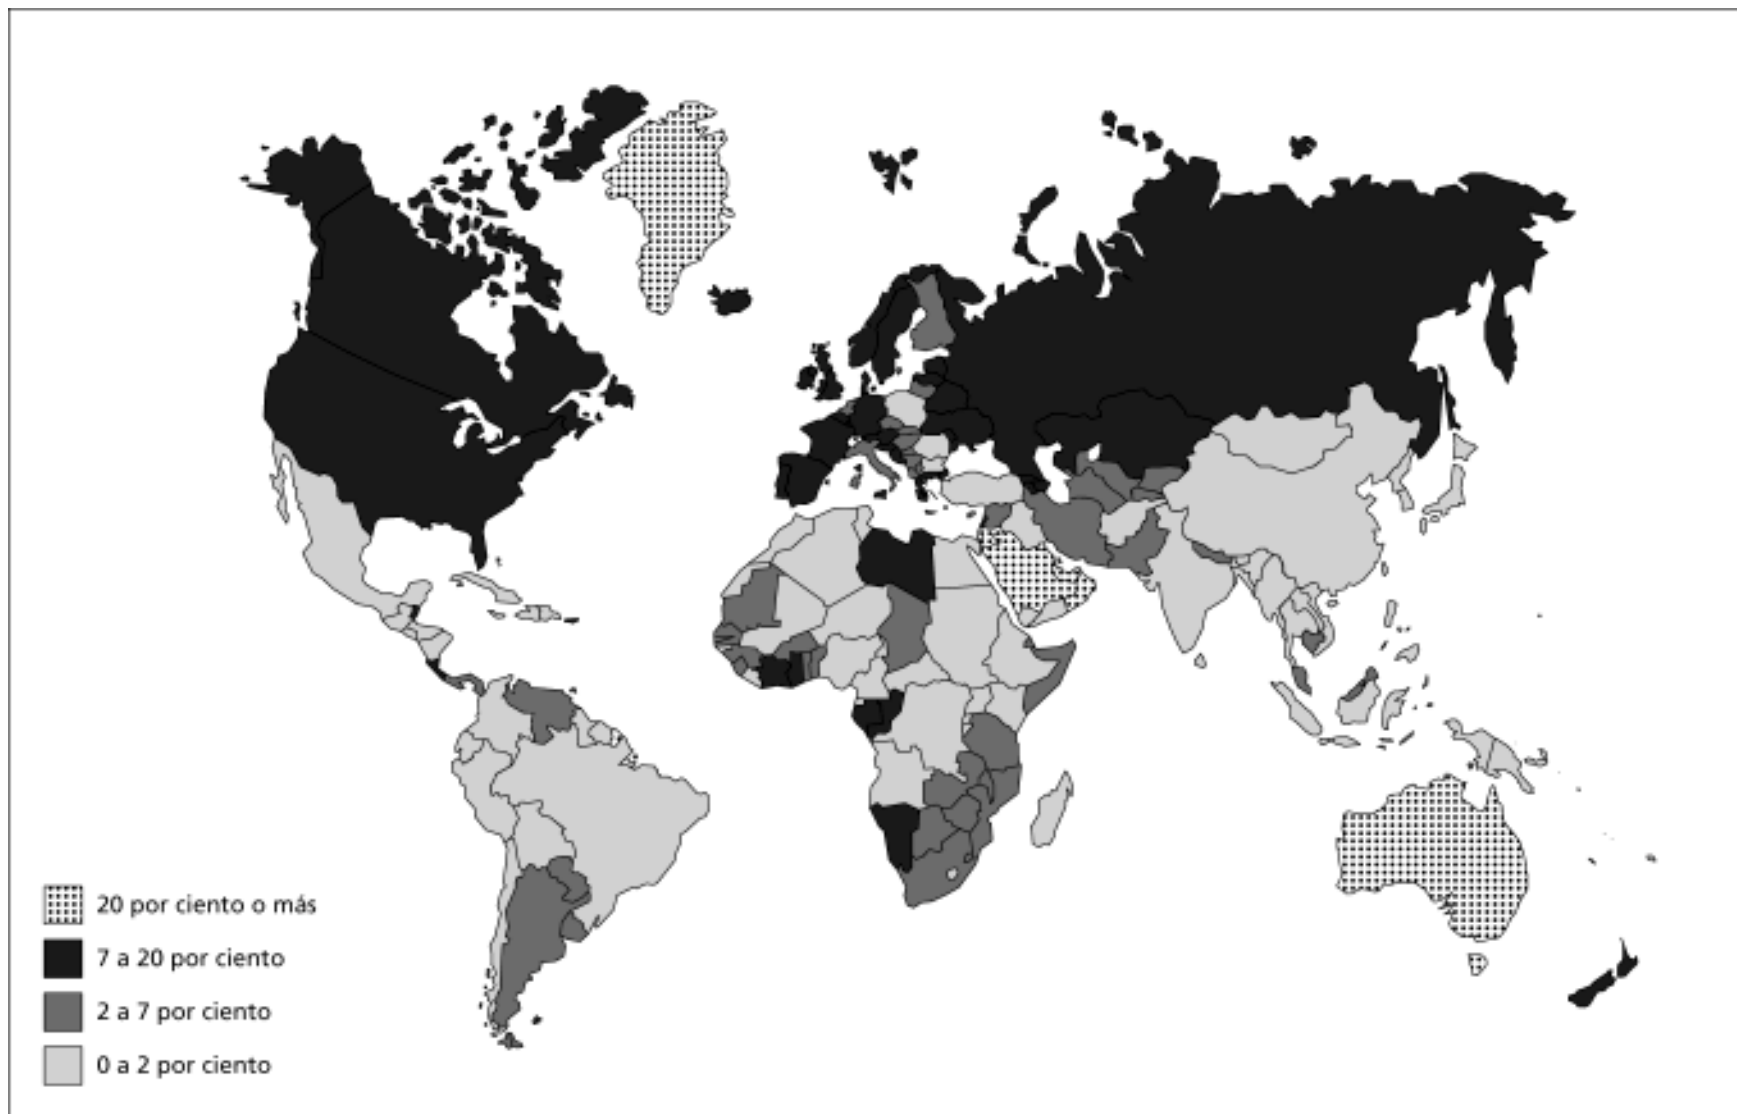 20 por ciento o más
7 a 20 por ciento
2 a 7 por ciento
0 a 2 por ciento